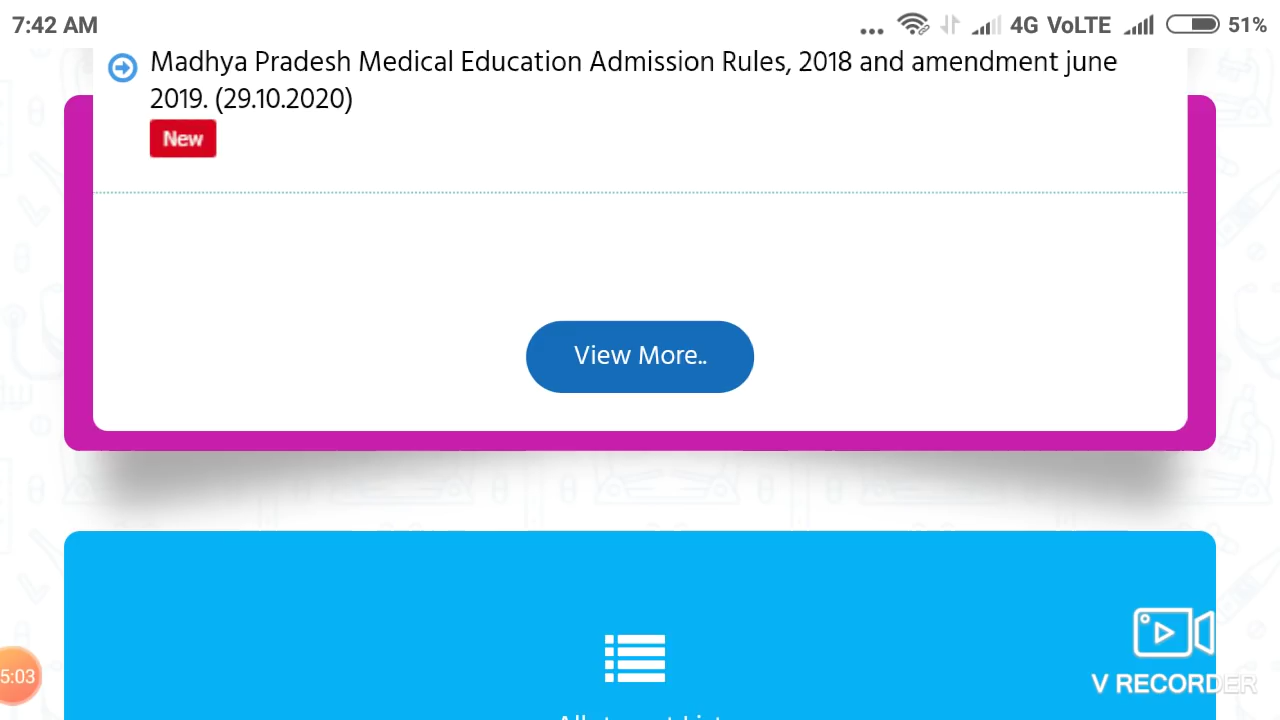 7:42 AM
4G VoLTE
51%
Madhya Pradesh Medical Education Admission Rules, 2018 and amendment june
2019. (29.10.2020)
New
View More..
5:03
V RECORDER